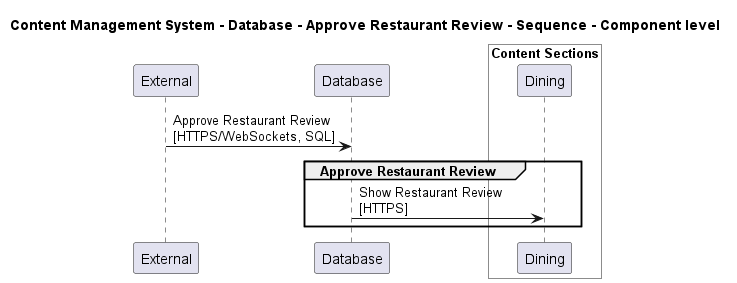 Content Management System - Database - Approve Restaurant Review - Sequence - Component level
Content Sections
External
Database
Dining
Approve Restaurant Review
[HTTPS/WebSockets, SQL]
Approve Restaurant Review
Show Restaurant Review
[HTTPS]
External
Database
Dining